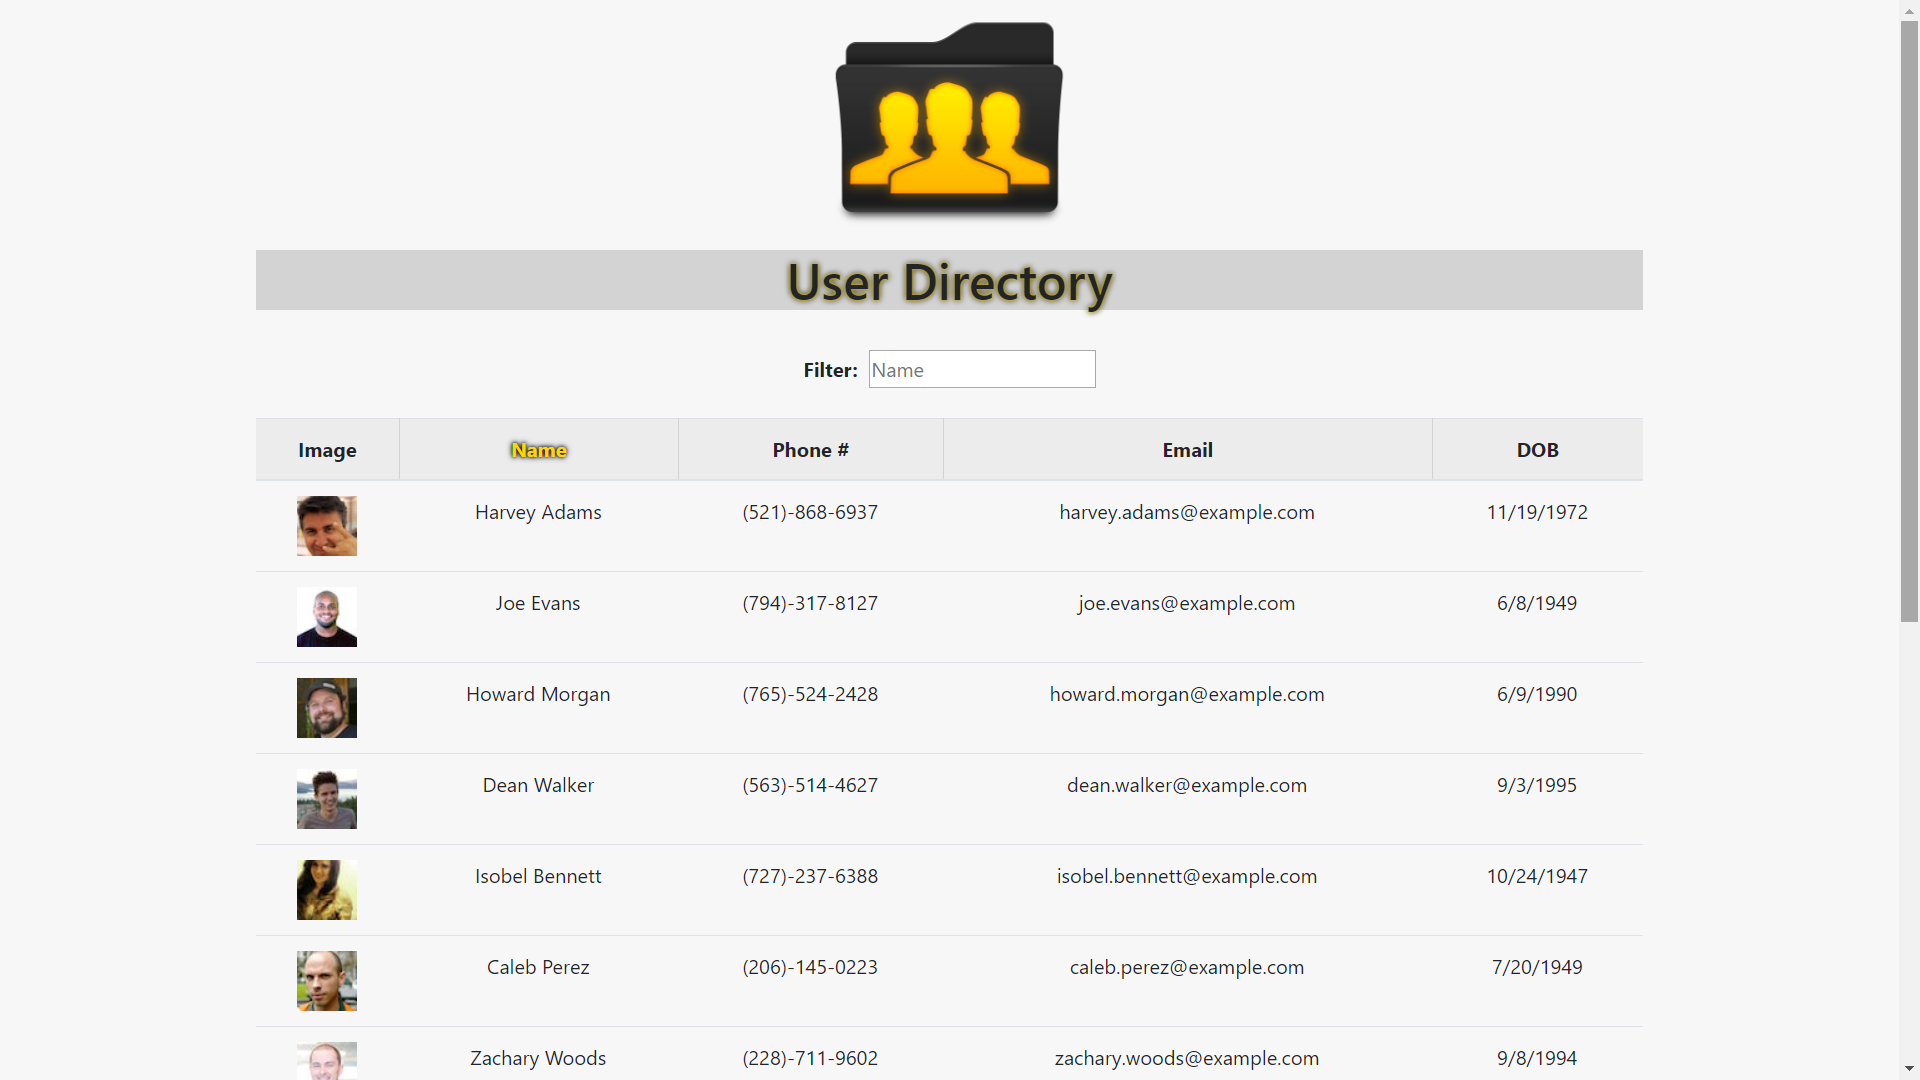 User Directory
Filter: Name
Image Name Phone # Email DOB
Harvey Adams (521)-868-6937 harvey.adams@example.com 11/19/1972
Joe Evans (794)-317-8127 joe.evans@example.com 6/8/1949
Howard Morgan (765)-524-2428 howard.morgan@example.com 6/9/1990
Dean Walker (563)-514-4627 dean.walker@example.com 9/3/1995
Isobel Bennett (727)-237-6388 isobel.bennett@example.com 10/24/1947
Caleb Perez (206)-145-0223 caleb.perez@example.com 7/20/1949
Zachary Woods (228)-711-9602 zachary.woods@example.com 9/8/1994